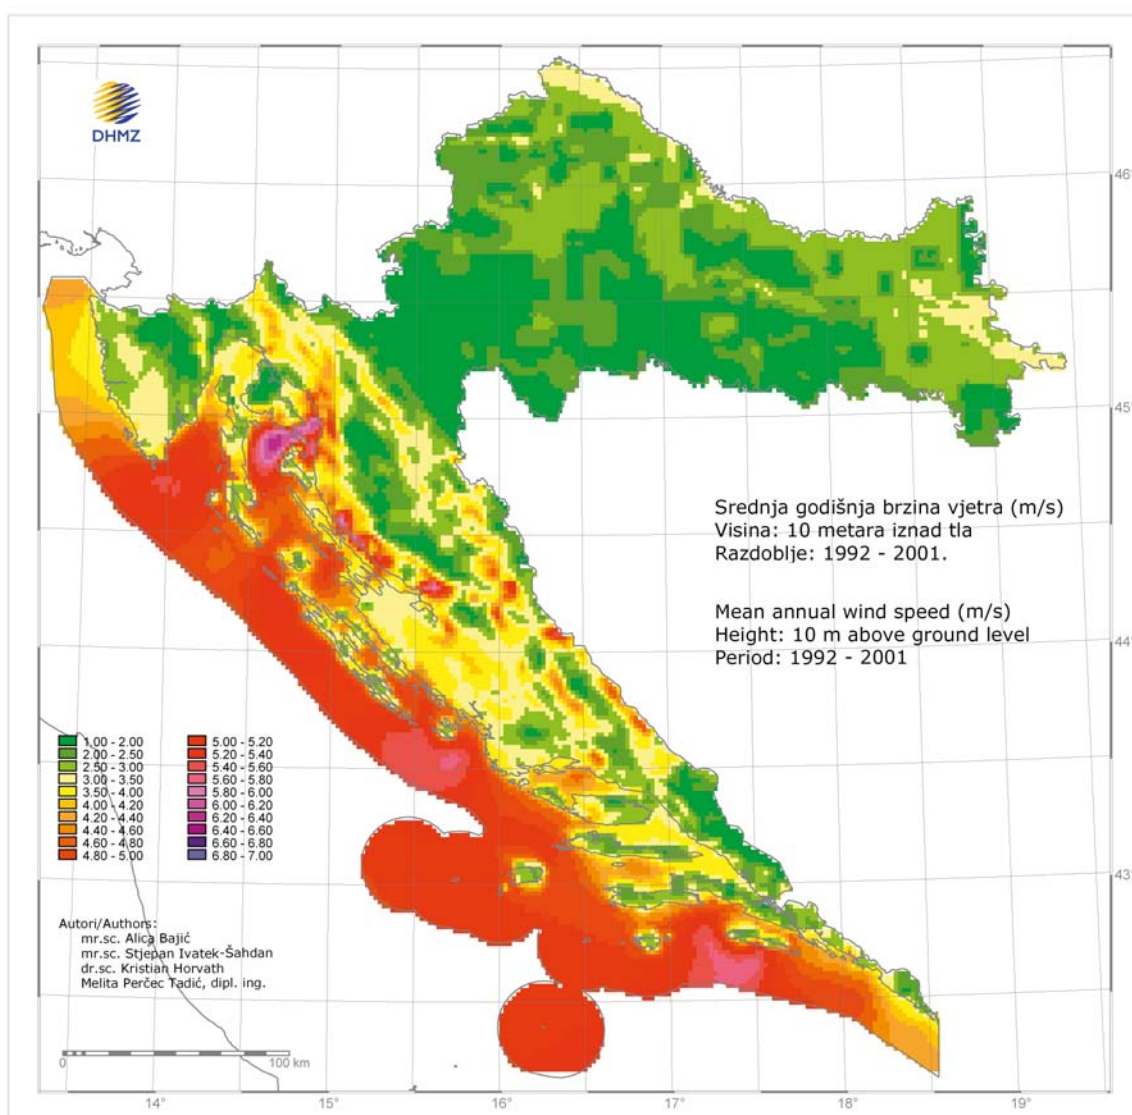 DHMZ
46°
45°
Srednja godišnja brzina vjetra (m/s)
Visina: 10 metara iznad tla
Razdoblje: 1992 - 2001.
Mean annual wind speed (m/s)
Height: 10 m above ground level
Period: 1992 - 2001
44°
1.00 - 2.00
2.00 - 2.50
2.50 - 3.00
3.00 - 3.50
3.50 - 4.00
4.00 - 4.20
4.20 - 4.40
4.40 - 4.60
4.60 - 4.80
4.80 - 5.00
5.00 - 5.20
5.20 - 5.40
5.40 - 5.60
5.60 - 5.80
5.80 - 6.00
6.00 - 6.20
6.20 - 6.40
6.40 - 6.60
6.60 - 6.80
6.80 - 7.00
43°
Autori/Authors:
mr.sc. Alica Bajić
mr.sc. Stjepan Ivatek-Šahdan
dr.sc. Kristian Horvath
Melita Perčec Tadić, dipl. ing.
0 100 km
14° 15° 16° 17° 18° 19°